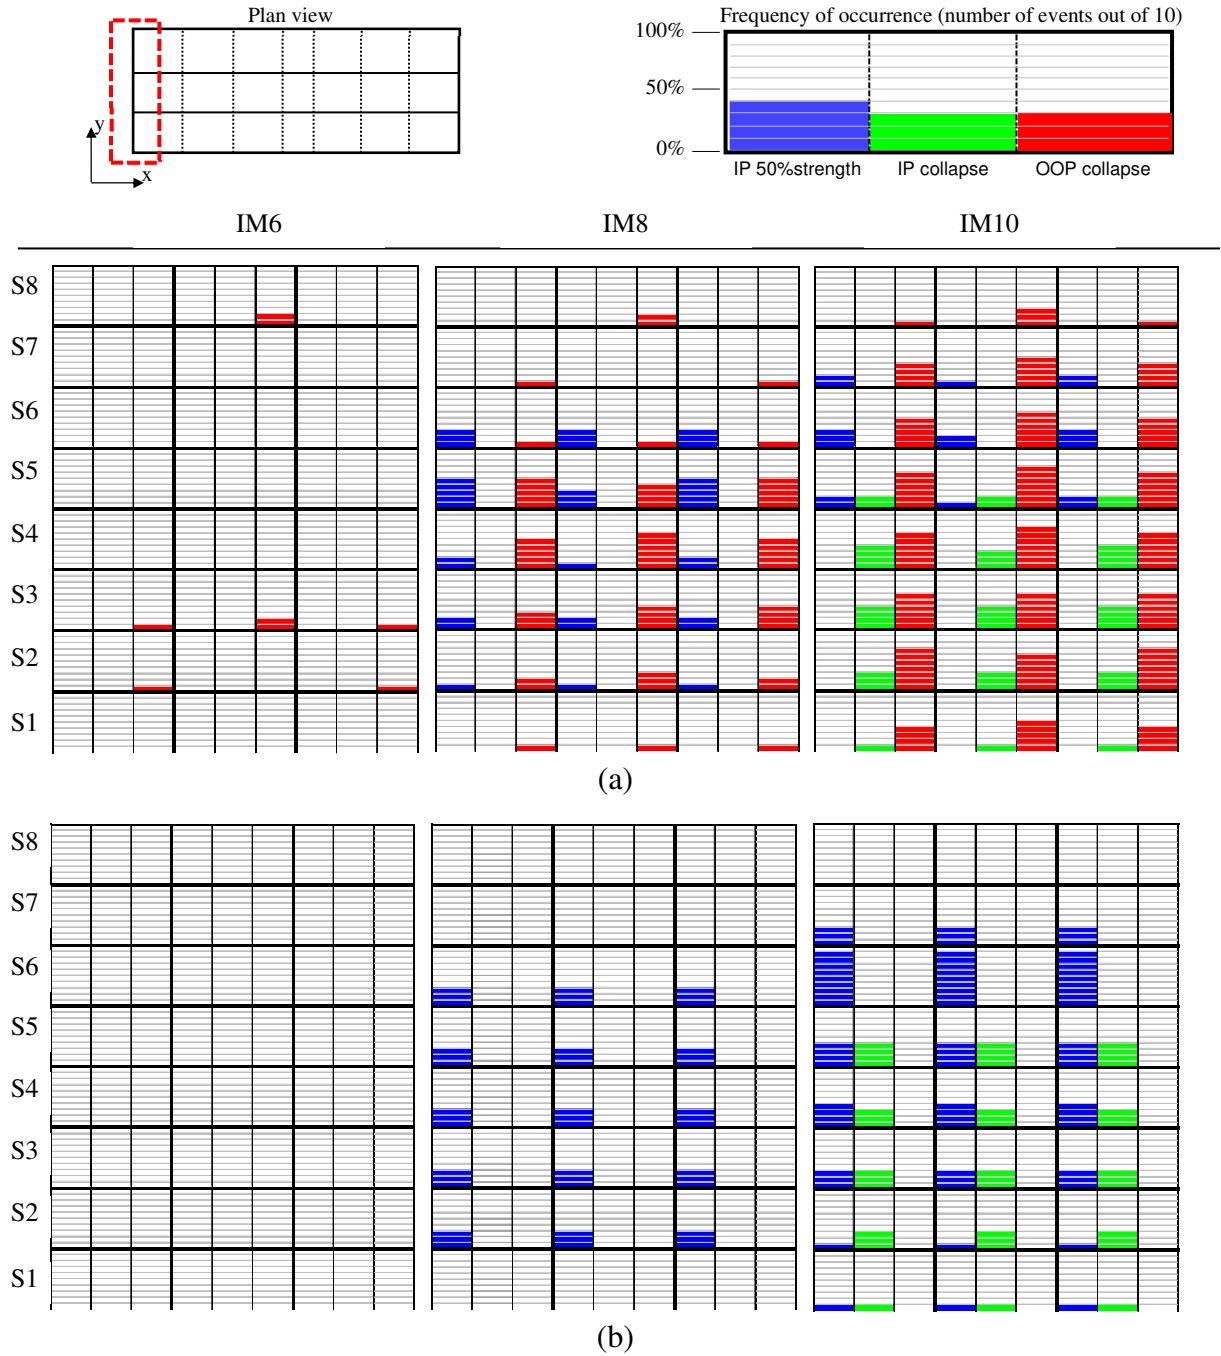 Plan view
y
x
Frequency of occurrence (number of events out of 10)
100%
50%
0%
IP 50%strength IP collapse OOP collapse
IM6 IM8 IM10
S8
S7
S6
S5
S4
S3
S2
S1
(a)
S8
S7
S6
S5
S4
S3
S2
S1
(b)